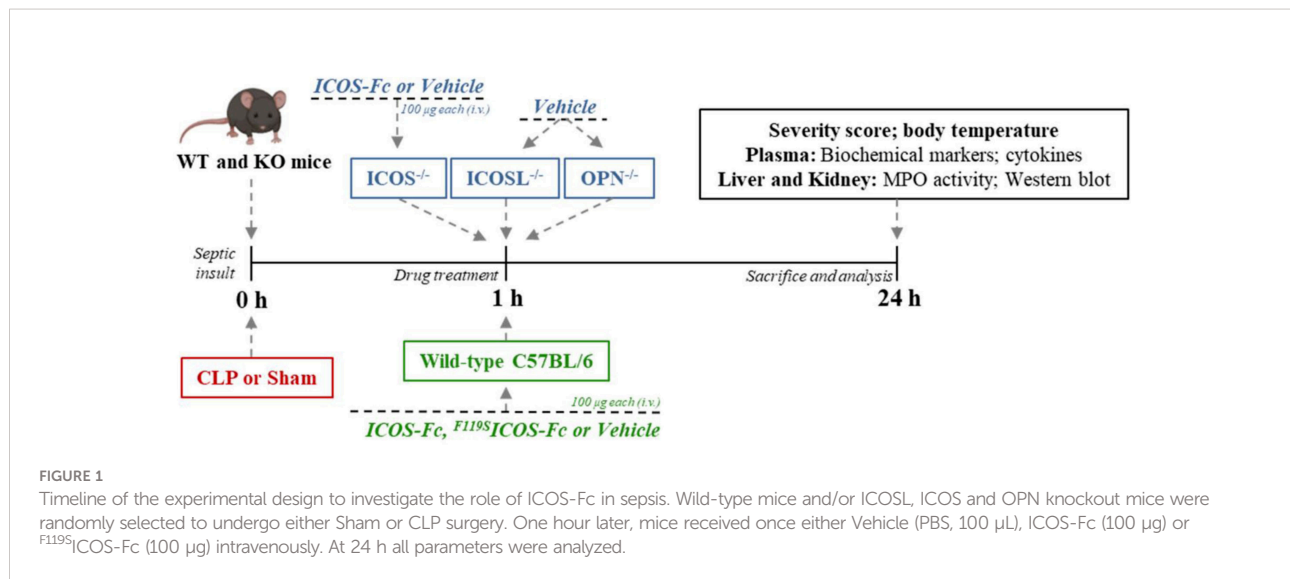 ICOS-Fc or Vehicle
100 µg each (i.v.)
Vehicle
WT and KO mice
ICOS-/-
ICOSL-/-
OPN-/-
Severity score; body temperature
Plasma: Biochemical markers; cytokines
Liver and Kidney: MPO activity; Western blot
Septic
insult
Drug treatment
Sacrifice and analysis
0 h
1 h
24 h
CLP or Sham
Wild-type C57BL/6
100 µg each (i.v.)
ICOS-Fc, F119SICOS-Fc or Vehicle
FIGURE 1
Timeline of the experimental design to investigate the role of ICOS-Fc in sepsis. Wild-type mice and/or ICOSL, ICOS and OPN knockout mice were
randomly selected to undergo either Sham or CLP surgery. One hour later, mice received once either Vehicle (PBS, 100 µL), ICOS-Fc (100 µg) or
F119SICOS-Fc (100 µg) intravenously. At 24 h all parameters were analyzed.